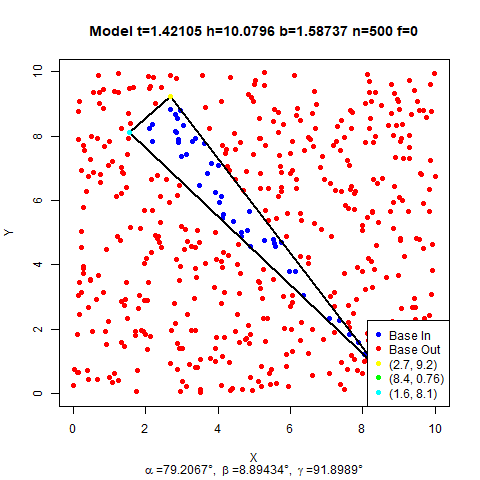 Model t=1.42105 h=10.0796 b=1.58737 n=500 f=0
Y
10
8
6
4
2
0
Base In
Base Out
(2.7, 9.2)
(8.4, 0.76)
(1.6, 8.1)
0 2 4 6 8 10
X
α=79.2067°, β=8.89434°, γ=91.8989°